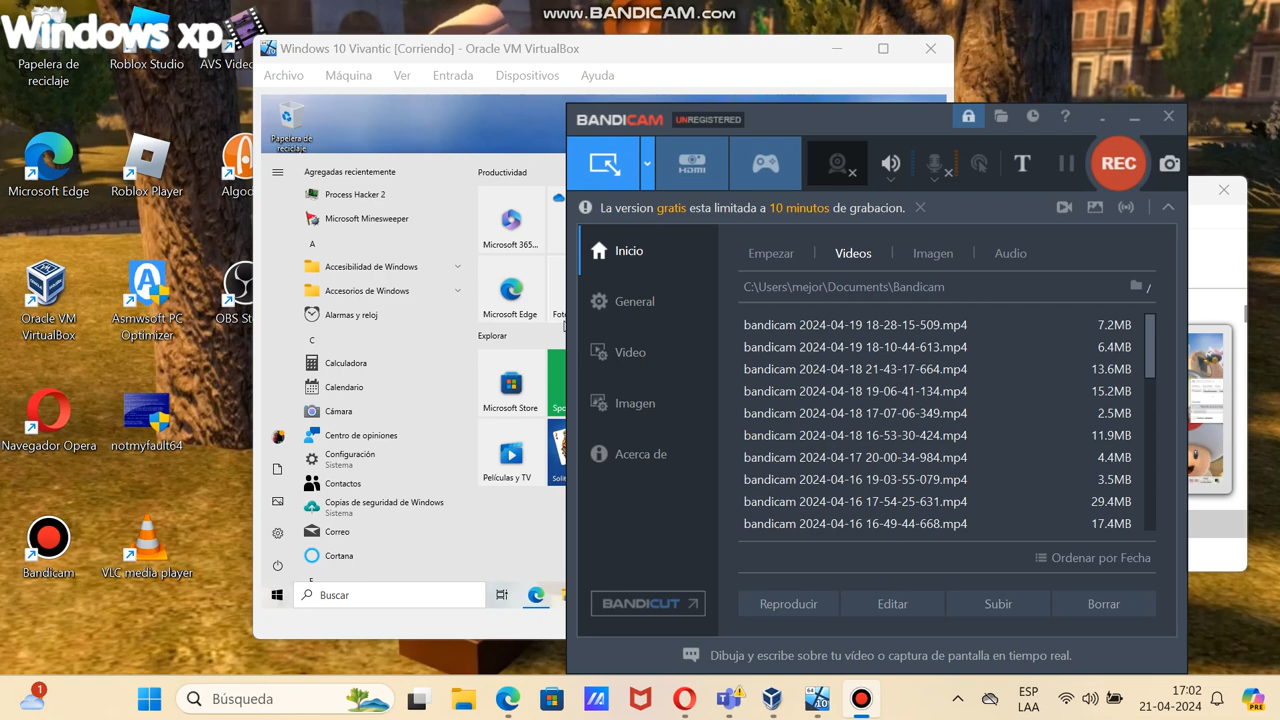 www.BANDICAM.com
Windows xp
Papelera de
reciclaje
Roblox Studio
AVS Vide
Microsoft Edge
Roblox Player
Algod
Oracle VM
VirtualBox
Asmwsoft PC
Optimizer
OBS St
Navegador Opera
notmyfault64
Bandicam
VLC media player
Windows 10 Vivantic [Corriendo] - Oracle VM VirtualBox
Archivo
Máquina
Ver
Entrada
Dispositivos
Ayuda
Papelera de
reciclaje
Agregadas recientemente
Process Hacker 2
Microsoft Minesweeper
A
Accesibilidad de Windows
Accesorios de Windows
Alarmas y reloj
C
Calculadora
Calendario
Cámara
Centro de opiniones
Configuración
Sistema
Contactos
Copias de seguridad de Windows
Sistema
Correo
Cortana
Productividad
Microsoft 365...
Microsoft Edge
Fot
Explorar
Microsoft Store
Spo
Películas y TV
Soli
Buscar
BANDICAM UNREGISTERED
HDMI
T
REC
La version gratis esta limitada a 10 minutos de grabacion.
Inicio
General
Video
Imagen
Acerca de
BANDICUT
Empezar
Videos
Imagen
Audio
C:\Users\mejor\Documents\Bandicam
/
bandicam 2024-04-19 18-28-15-509.mp4 7.2MB
bandicam 2024-04-19 18-10-44-613.mp4 6.4MB
bandicam 2024-04-18 21-43-17-664.mp4 13.6MB
bandicam 2024-04-18 19-06-41-134.mp4 15.2MB
bandicam 2024-04-18 17-07-06-349.mp4 2.5MB
bandicam 2024-04-18 16-53-30-424.mp4 11.9MB
bandicam 2024-04-17 20-00-34-984.mp4 4.4MB
bandicam 2024-04-16 19-03-55-079.mp4 3.5MB
bandicam 2024-04-16 17-54-25-631.mp4 29.4MB
bandicam 2024-04-16 16-49-44-668.mp4 17.4MB
Ordenar por Fecha
Reproducir
Editar
Subir
Borrar
Dibuja y escribe sobre tu vídeo o captura de pantalla en tiempo real.
1
Búsqueda
ESP
LAA
17:02
21-04-2024
PRE